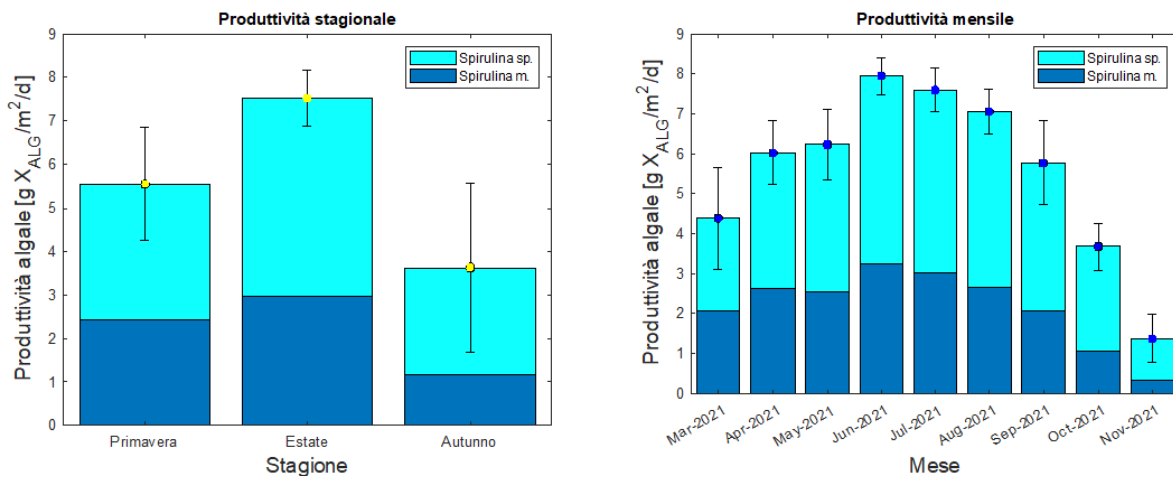 Produttività stagionale
Produttività algale [g X_ALG/m²/d]
9
8
7
6
5
4
3
2
1
0
Spirulina sp.
Spirulina m.
Primavera Estate Autunno
Stagione
Produttività mensile
Produttività algale [g X_ALG/m²/d]
9
8
7
6
5
4
3
2
1
0
Spirulina sp.
Spirulina m.
Mar-2021 Apr-2021 May-2021 Jun-2021 Jul-2021 Aug-2021 Sep-2021 Oct-2021 Nov-2021
Mese